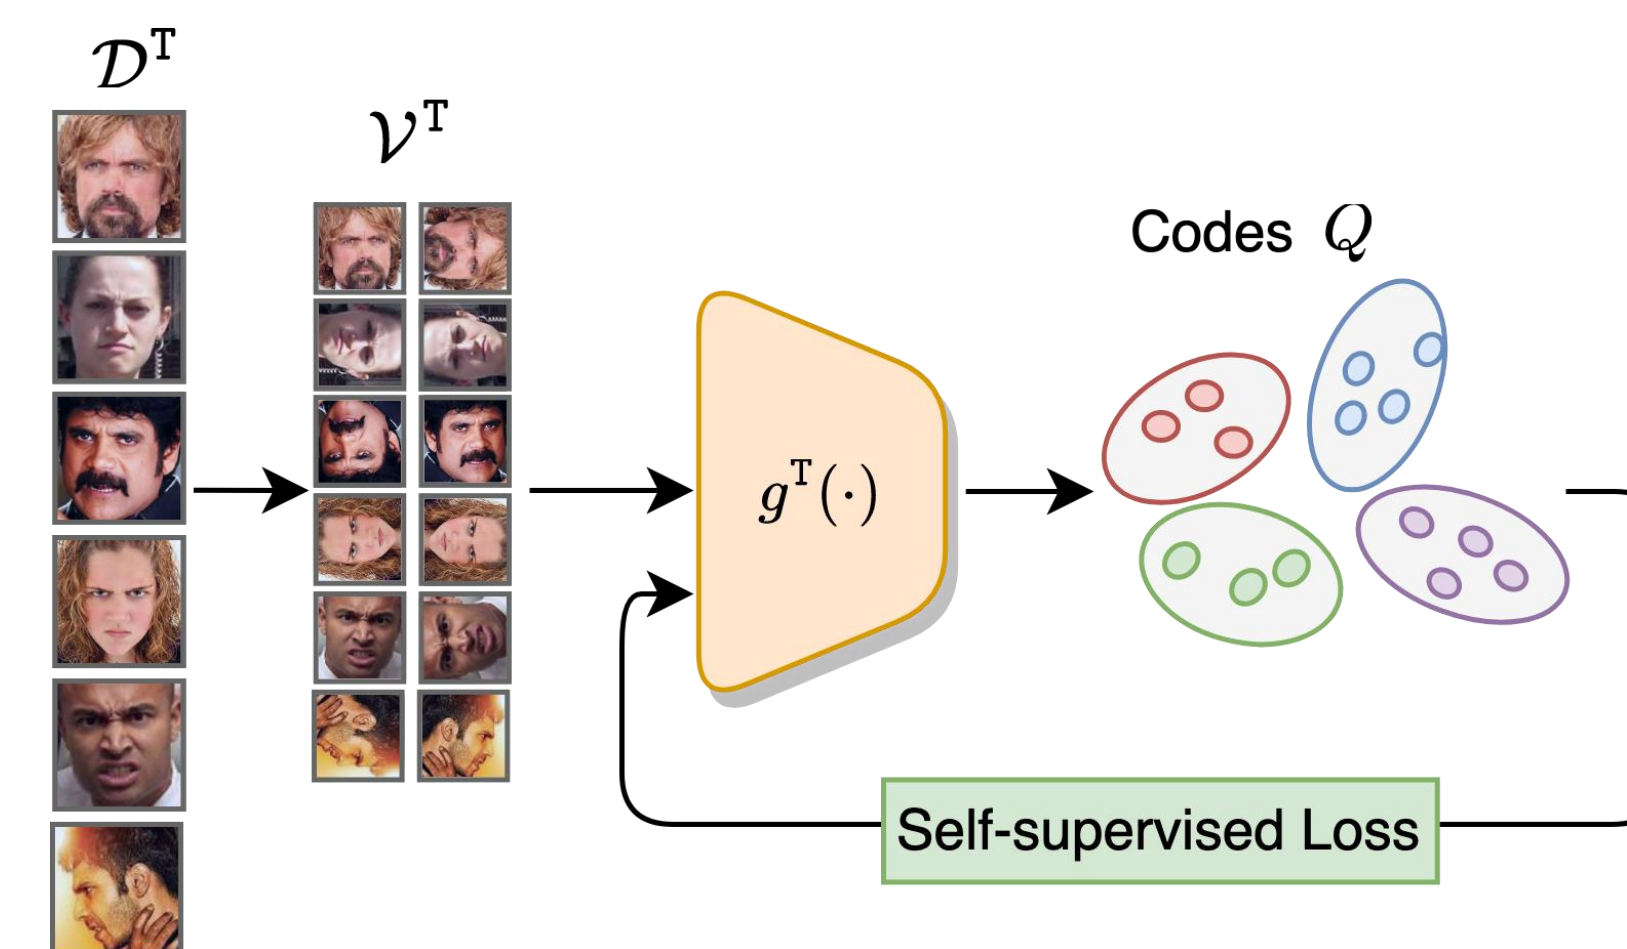 𝒟ᵀ
𝒱ᵀ
Codes Q
gᵀ(·)
Self-supervised Loss